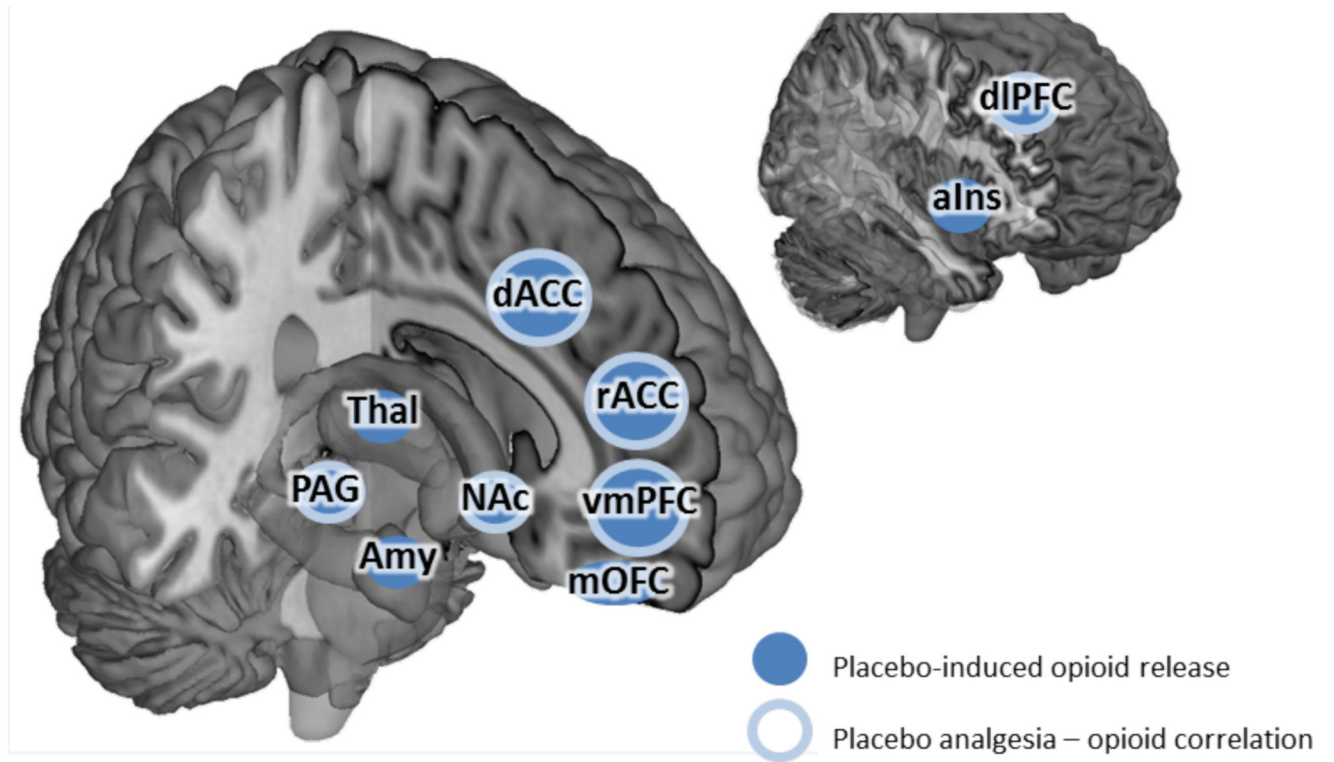 dlPFC
aIns
dACC
rACC
Thal
PAG
NAc
vmPFC
Amy
mOFC
Placebo-induced opioid release
Placebo analgesia – opioid correlation